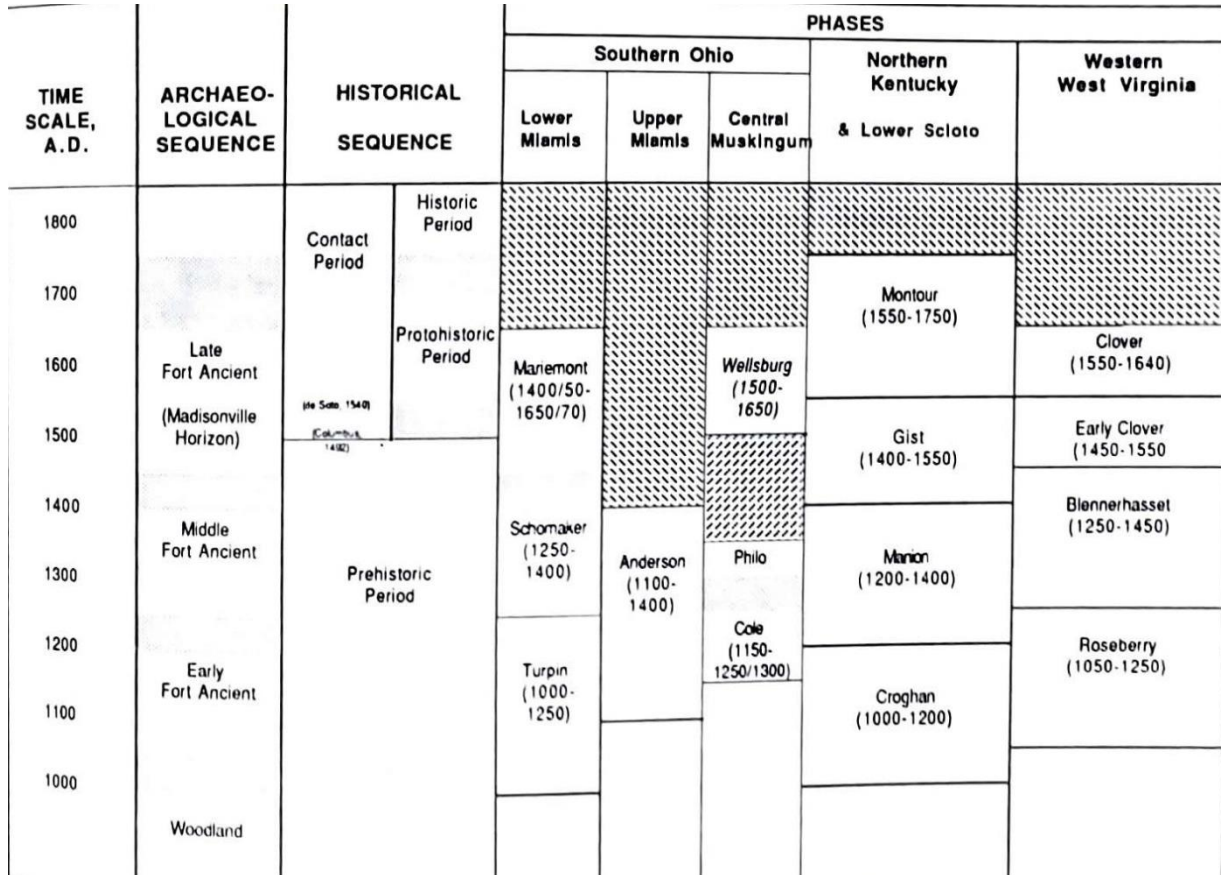 PHASES
Southern Ohio
Northern
Kentucky
& Lower Scioto
Western
West Virginia
TIME
SCALE,
A.D.
ARCHAEO-
LOGICAL
SEQUENCE
HISTORICAL
SEQUENCE
Lower
Miamis
Upper
Miamis
Central
Muskingum
1800
1700
1600
1500
1400
1300
1200
1100
1000
Late
Fort Ancient
(Madisonville
Horizon)
Middle
Fort Ancient
Early
Fort Ancient
Woodland
Contact
Period
(de Soto, 1540)
(Columbus,
1492)
Historic
Period
Protohistoric
Period
Prehistoric
Period
Mariemont
(1400/50-
1650/70)
Schomaker
(1250-
1400)
Turpin
(1000-
1250)
Anderson
(1100-
1400)
Wellsburg
(1500-
1650)
Philo
Cole
(1150-
1250/1300)
Montour
(1550-1750)
Gist
(1400-1550)
Manion
(1200-1400)
Croghan
(1000-1200)
Clover
(1550-1640)
Early Clover
(1450-1550
Blennerhasset
(1250-1450)
Roseberry
(1050-1250)